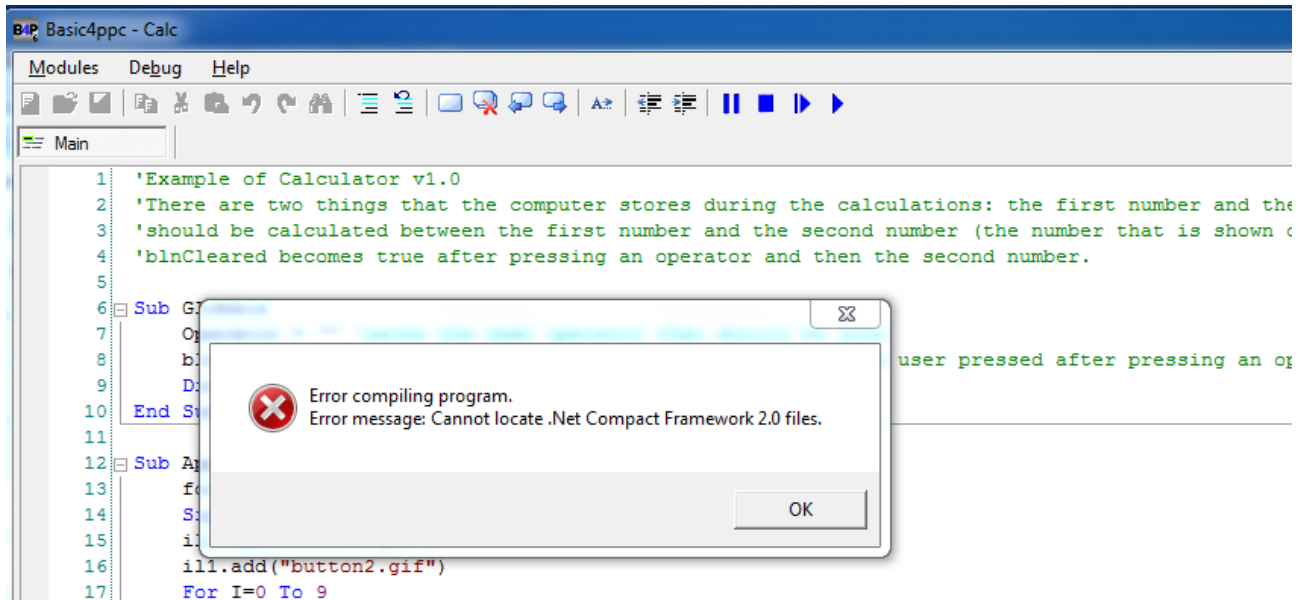 B4P Basic4ppc - Calc
Modules Debug Help
Main
1 'Example of Calculator v1.0
2 'There are two things that the computer stores during the calculations: the first number and the
3 'should be calculated between the first number and the second number (the number that is shown
4 'blnCleared becomes true after pressing an operator and then the second number.
5
6 Sub
7
8 user pressed after pressing an
9
10 End
11
12 Sub
13
14
15
16 il1.add("button2.gif")
17 For I=0 To 9
Error compiling program.
Error message: Cannot locate .Net Compact Framework 2.0 files.
OK